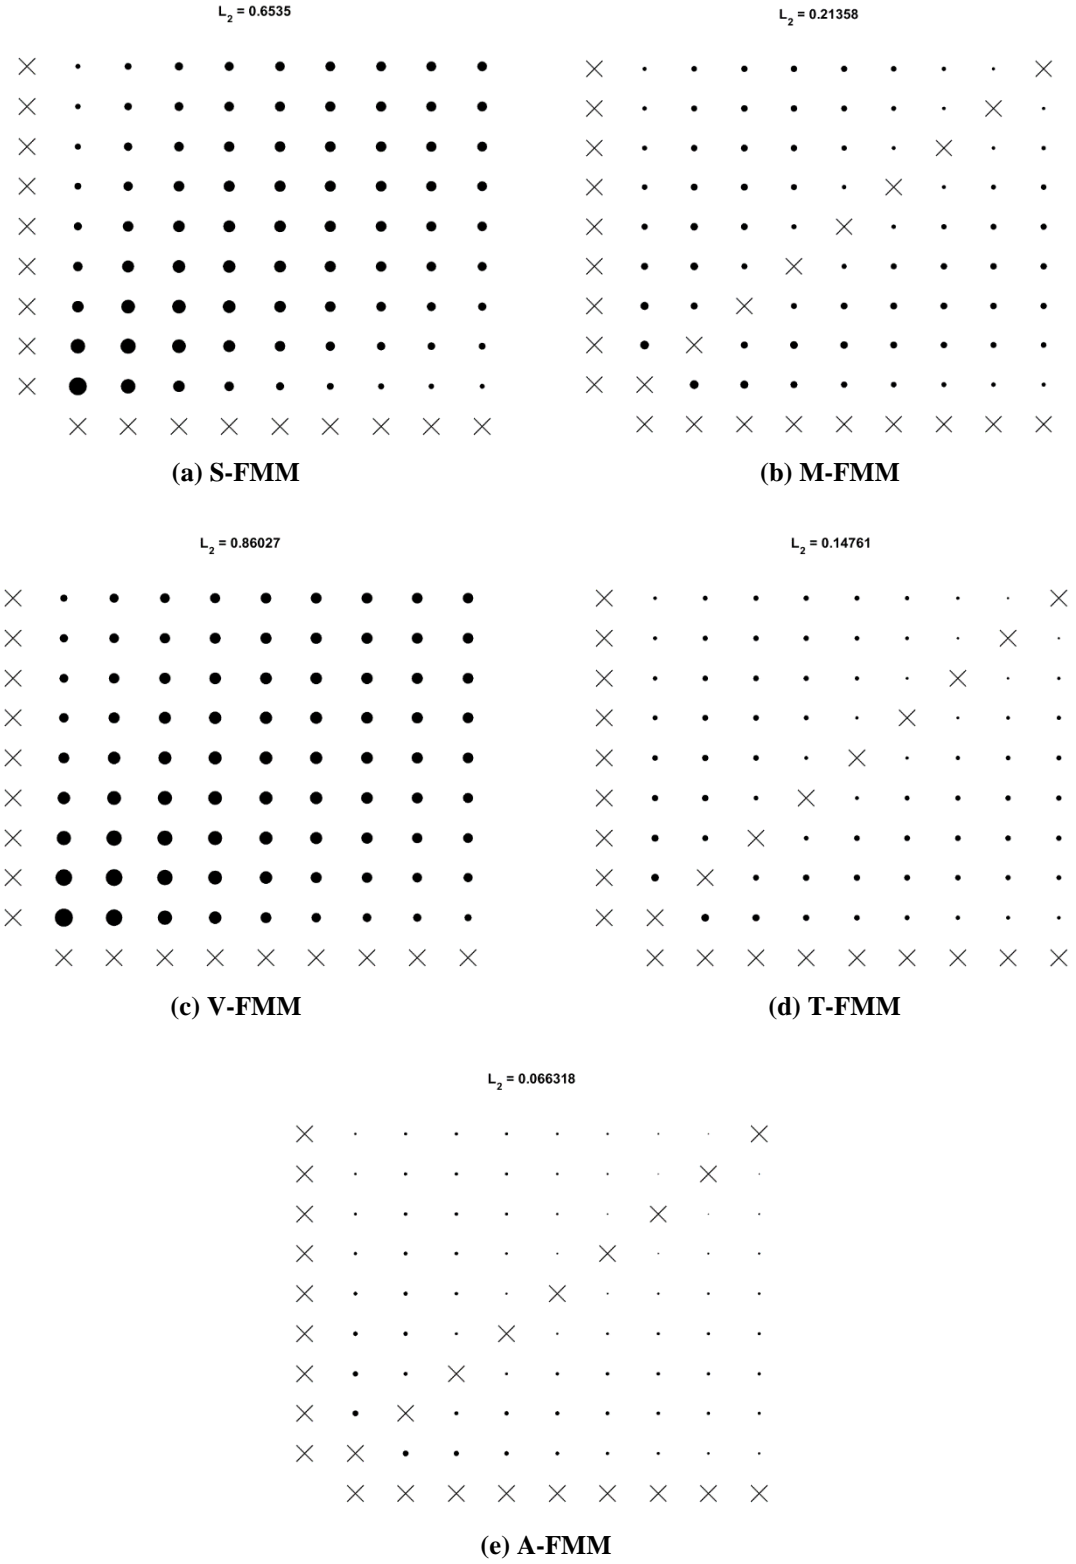 L2 = 0.6535
L2 = 0.21358
(a) S-FMM
(b) M-FMM
L2 = 0.86027
L2 = 0.14761
(c) V-FMM
(d) T-FMM
L2 = 0.066318
(e) A-FMM